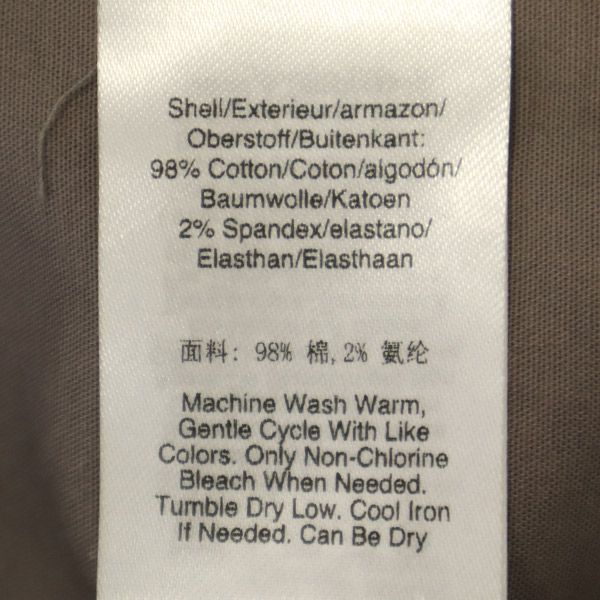 Shell/Exterieur/armazon/
Oberstoff/Buitenkant:
98% Cotton/Coton/algodón/
Baumwolle/Katoen
2% Spandex/elastano/
Elasthan/Elasthaan
面料: 98% 棉,2% 氨纶
Machine Wash Warm,
Gentle Cycle With Like
Colors. Only Non-Chlorine
Bleach When Needed.
Tumble Dry Low. Cool Iron
If Needed. Can Be Dry